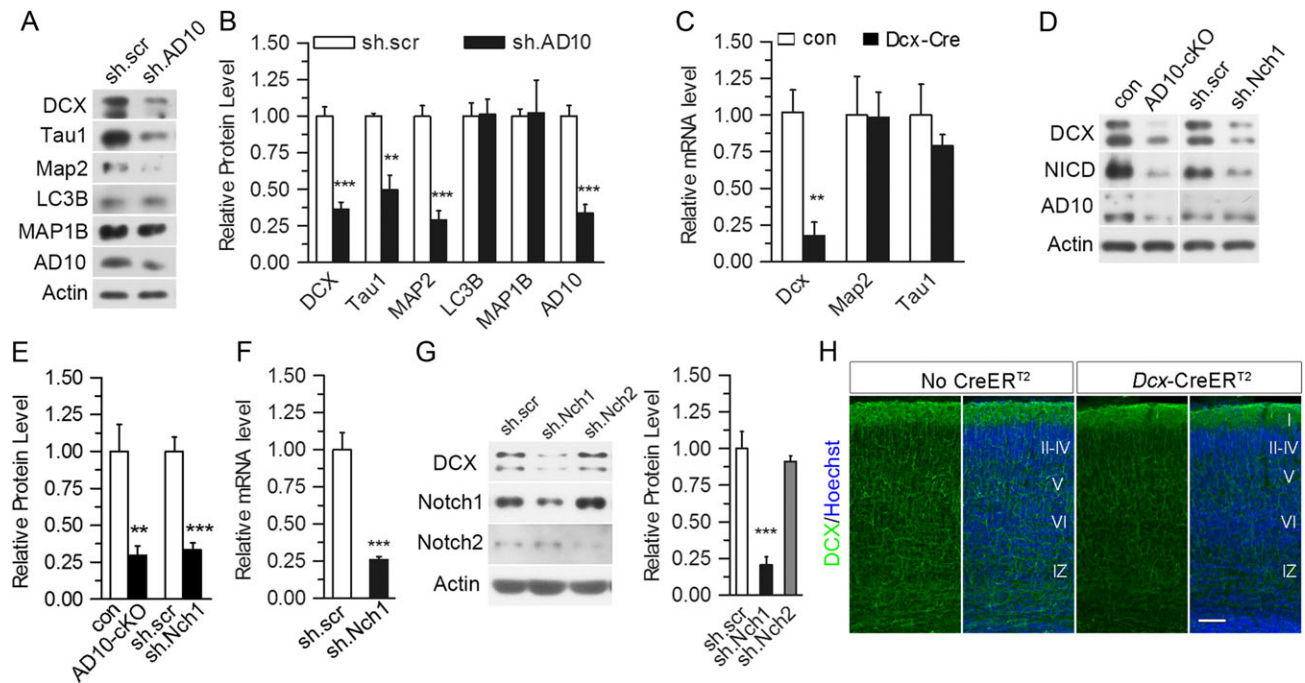 A
sh.scr
sh.AD10
DCX
Tau1
Map2
LC3B
MAP1B
AD10
Actin
B
sh.scr
sh.AD10
Relative Protein Level
1.50
1.25
1.00
0.75
0.50
0.25
0.00
***
**
***
***
DCX
Tau1
MAP2
LC3B
MAP1B
AD10
C
con
Dcx-Cre
Relative mRNA level
1.50
1.25
1.00
0.75
0.50
0.25
0.00
**
Dcx
Map2
Tau1
D
con
AD10-cKO
sh.scr
sh.Nch1
DCX
NICD
AD10
Actin
E
Relative Protein Level
1.50
1.25
1.00
0.75
0.50
0.25
0.00
**
***
con
AD10-cKO
sh.scr
sh.Nch1
F
Relative mRNA level
1.50
1.25
1.00
0.75
0.50
0.25
0.00
***
sh.scr
sh.Nch1
G
sh.scr
sh.Nch1
sh.Nch2
DCX
Notch1
Notch2
Actin
Relative Protein Level
1.50
1.25
1.00
0.75
0.50
0.25
0.00
***
sh.scr
sh.Nch1
sh.Nch2
H
No CreERT2
Dcx-CreERT2
DCX/Hoechst
II-IV
V
VI
IZ
I
II-IV
V
VI
IZ